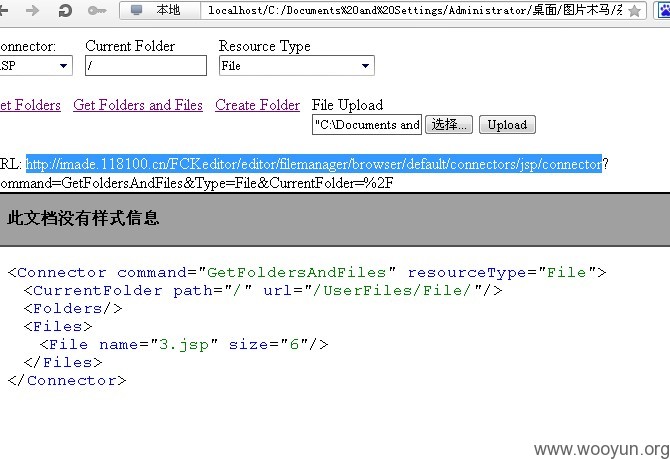 本地 localhost/C:/Documents%20and%20Settings/Administrator/桌面/图片木马/
onnector: Current Folder Resource Type
SP / File
et Folders Get Folders and Files Create Folder File Upload
"C:\Documents and 选择... Upload
RL: http://imade.118100.cn/FCKeditor/editor/filemanager/browser/default/connectors/jsp/connector?
ommand=GetFoldersAndFiles&Type=File&CurrentFolder=%2F
此文档没有样式信息
<Connector command="GetFoldersAndFiles" resourceType="File">
<CurrentFolder path="/" url="/UserFiles/File/"/>
<Folders/>
<Files>
<File name="3.jsp" size="6"/>
</Files>
</Connector>
www.wooyun.org